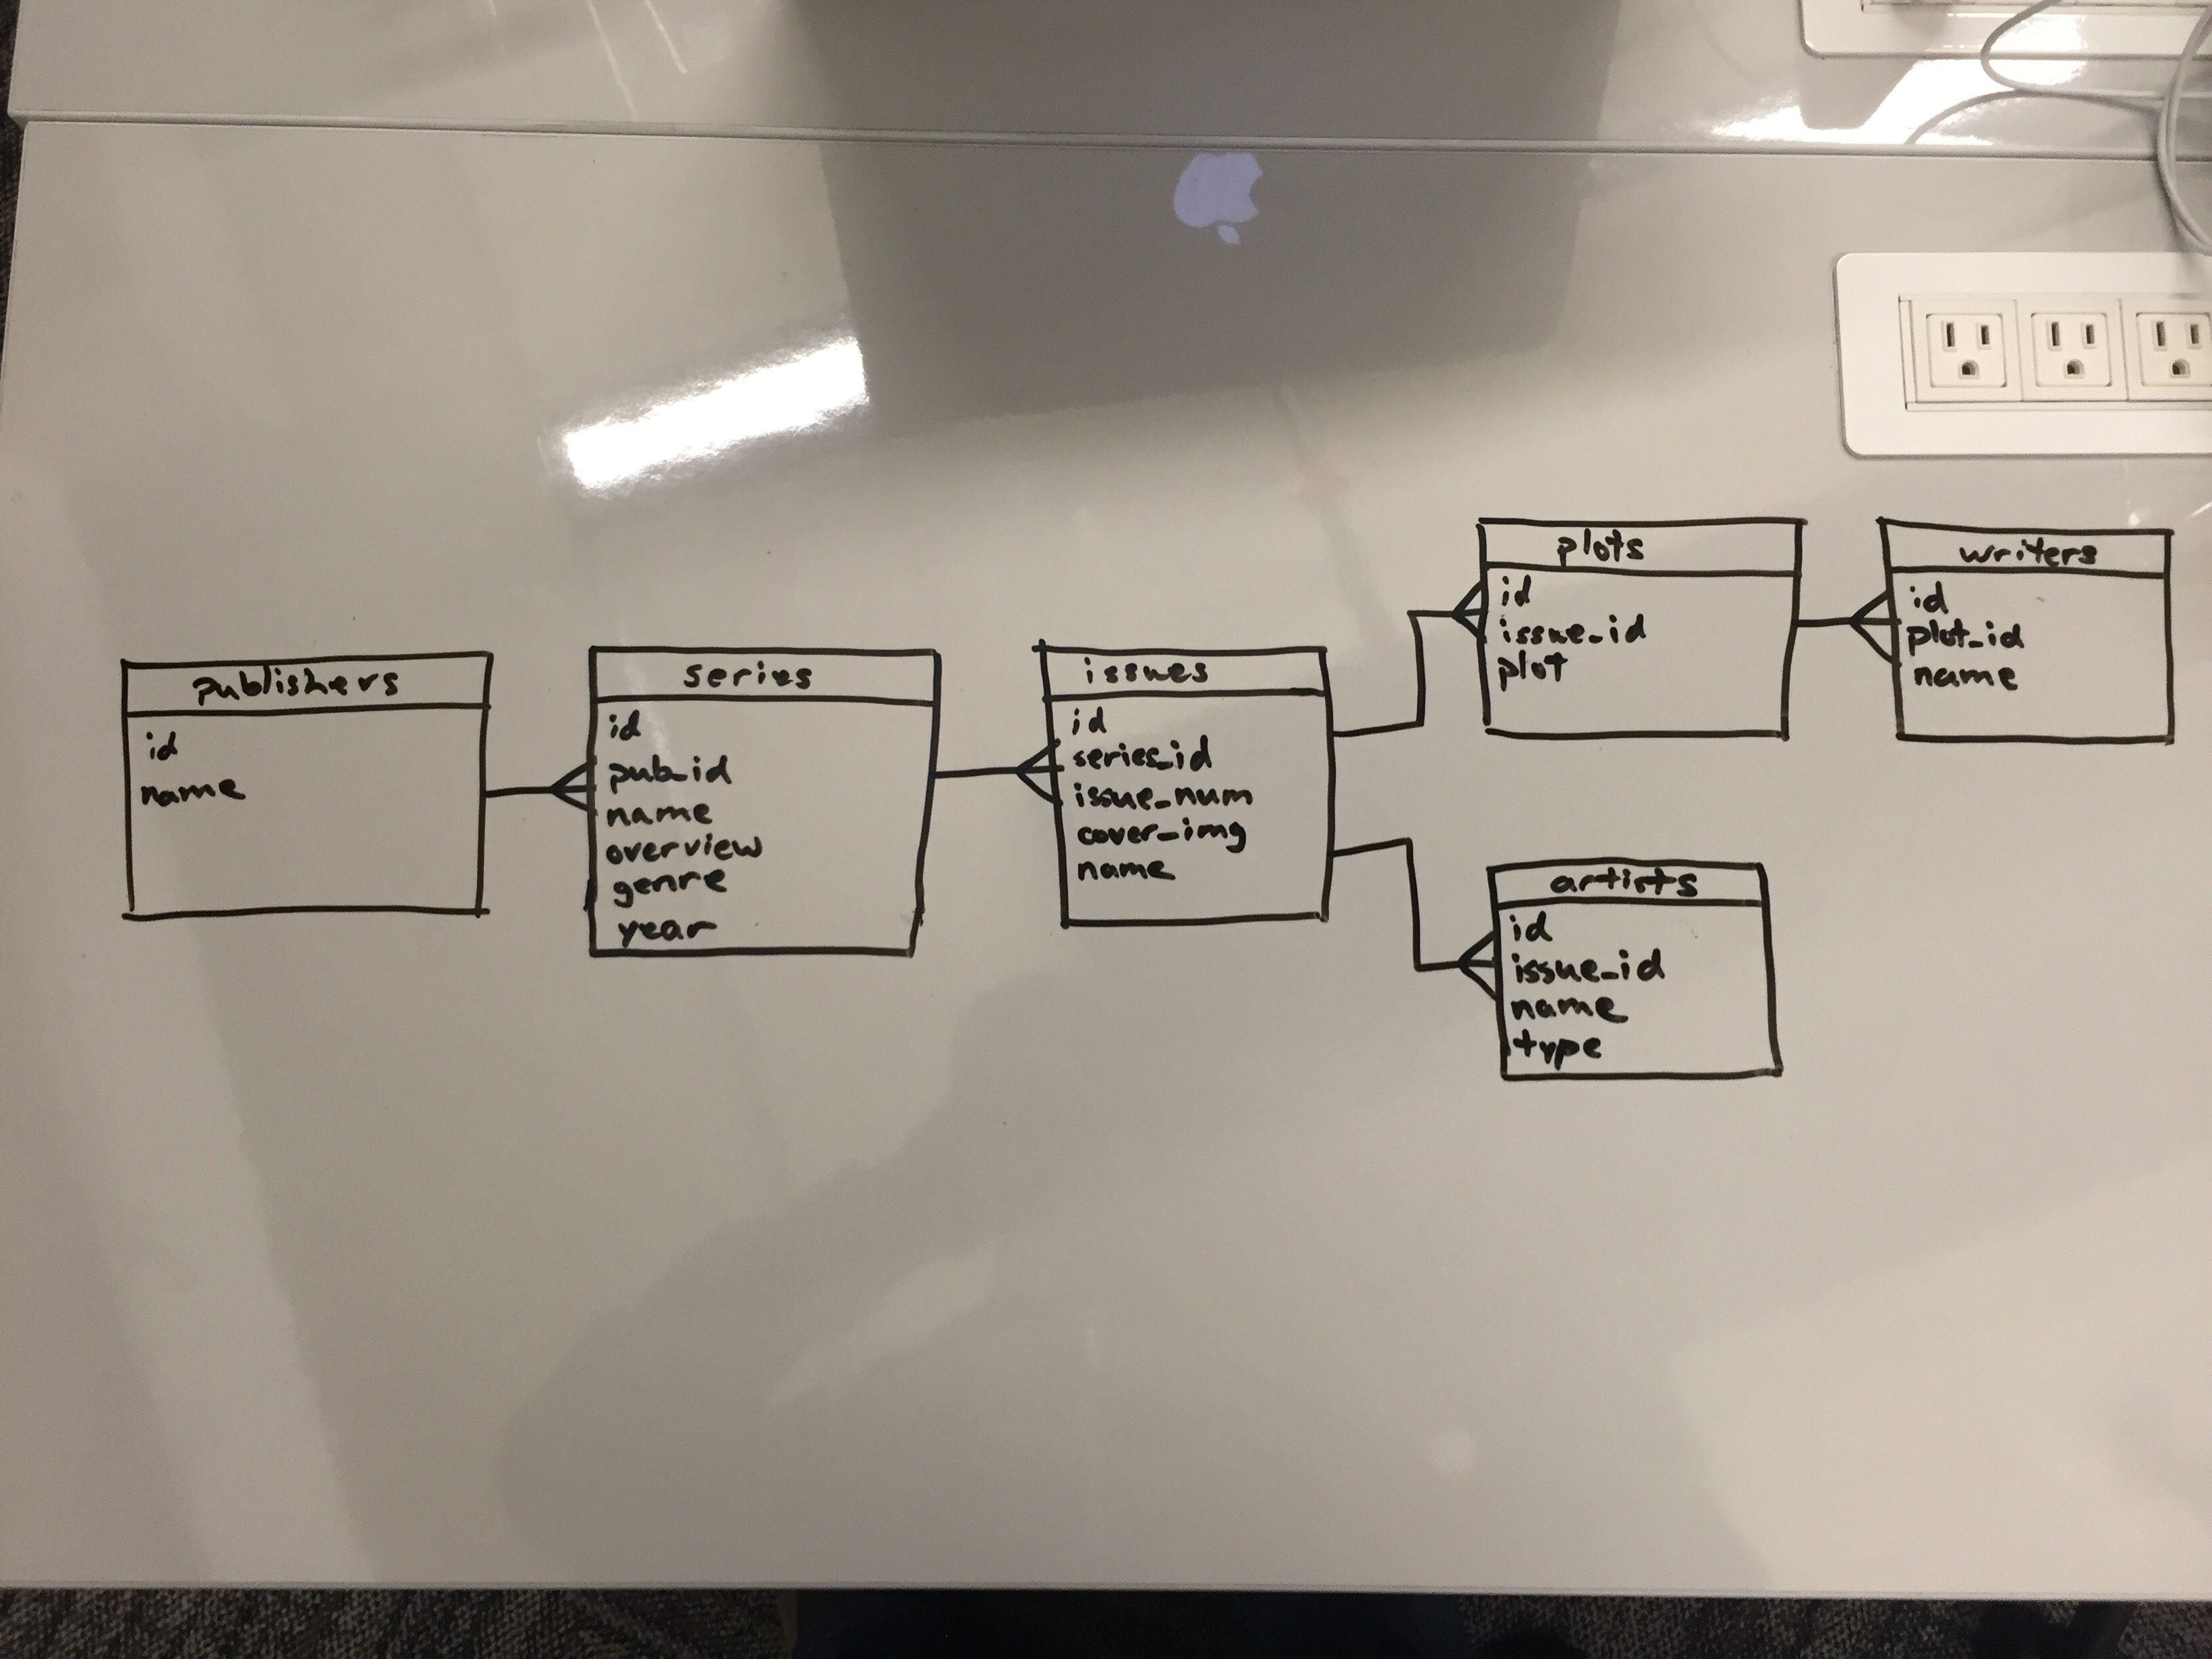 publishers
id
name
series
id
pub_id
name
overview
genre
year
issues
id
series_id
issue_num
cover_img
name
plots
id
issue_id
plot
writers
id
plot_id
name
artists
id
issue_id
name
type